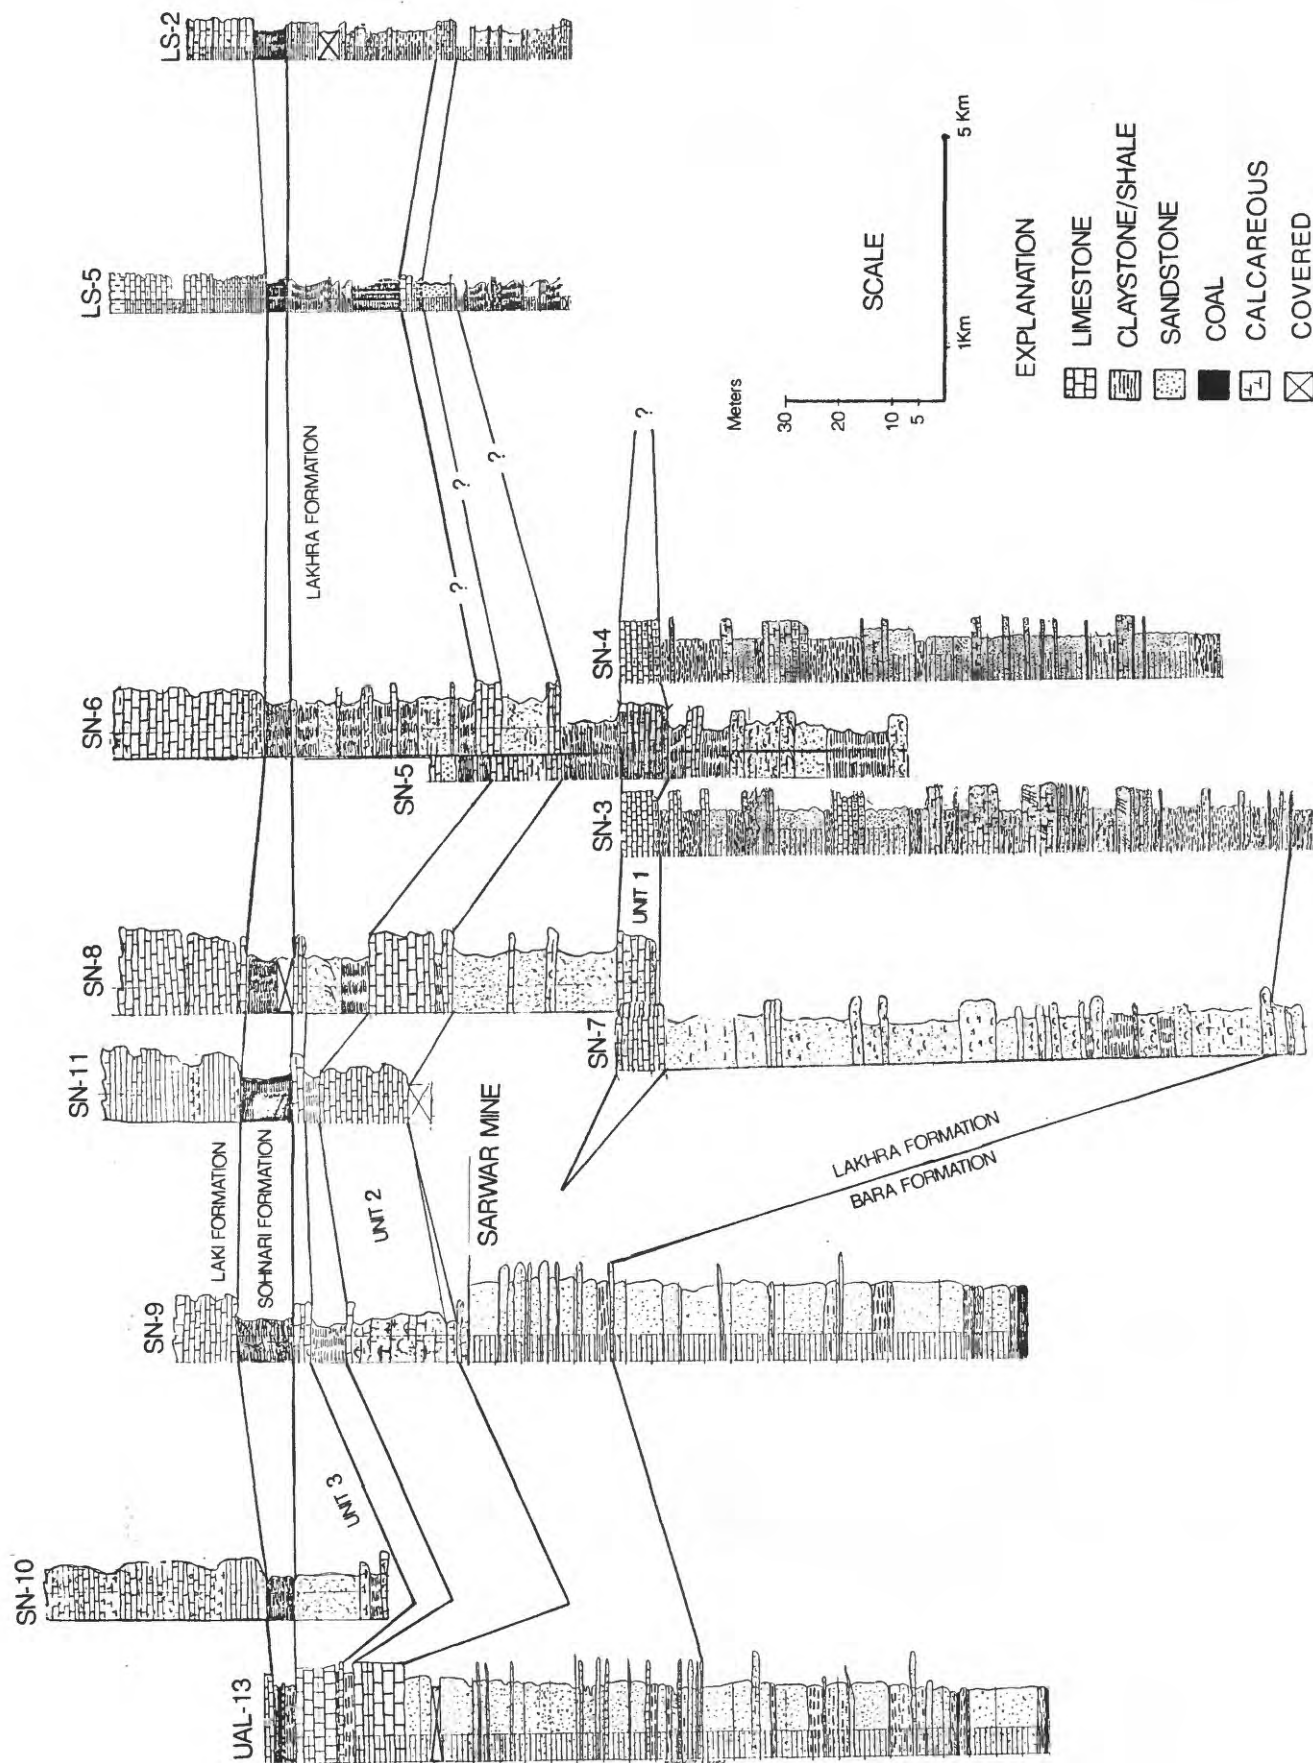 UAL-13
SN-10
SN-9
SN-11
SN-8
SN-7
SN-3
SN-5
SN-6
SN-4
LS-5
LS-2
LAKI FORMATION
SOHNARI FORMATION
LAKHRA FORMATION
UNIT 3
UNIT 2
UNIT 1
SARWAR MINE
LAKHRA FORMATION
BARA FORMATION
?
?
?
?
Meters
30
20
10
5
SCALE
1Km
5 Km
EXPLANATION
LIMESTONE
CLAYSTONE/SHALE
SANDSTONE
COAL
CALCAREOUS
COVERED